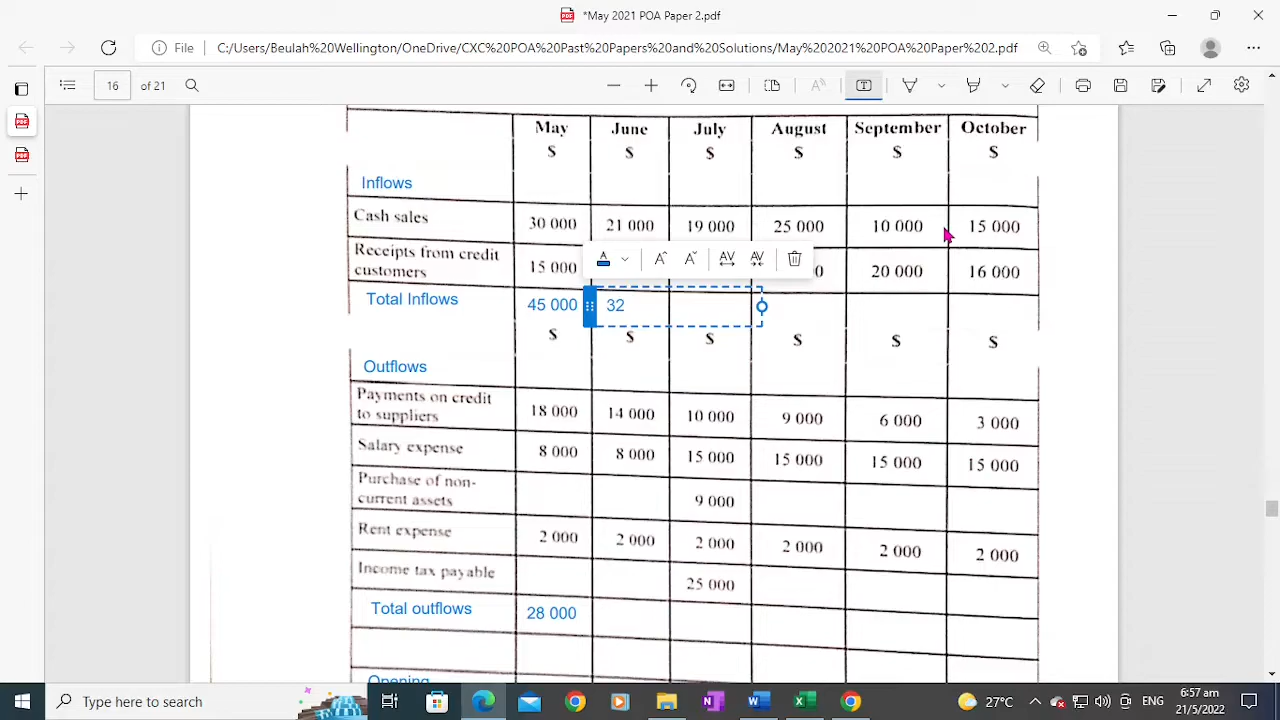 *May 2021 POA Paper 2.pdf
File C:/Users/Beulah%20Wellington/OneDrive/CXC%20POA%20Past%20Papers%20and%20Solutions/May%202021%20POA%20Paper%202.pdf
16 of 21
May June July August September October
$ $ $ $ $ $
Inflows
Cash sales 30 000 21 000 19 000 25 000 10 000 15 000
Receipts from credit
customers 15 000 0 20 000 16 000
Total Inflows 45 000 32
$ $ $ $ $ $
Outflows
Payments on credit
to suppliers 18 000 14 000 10 000 9 000 6 000 3 000
Salary expense 8 000 8 000 15 000 15 000 15 000 15 000
Purchase of non-
current assets 9 000
Rent expense 2 000 2 000 2 000 2 000 2 000 2 000
Income tax payable 25 000
Total outflows 28 000
Opening
Type here to search
27°C ENG 6:57 am
21/5/2022